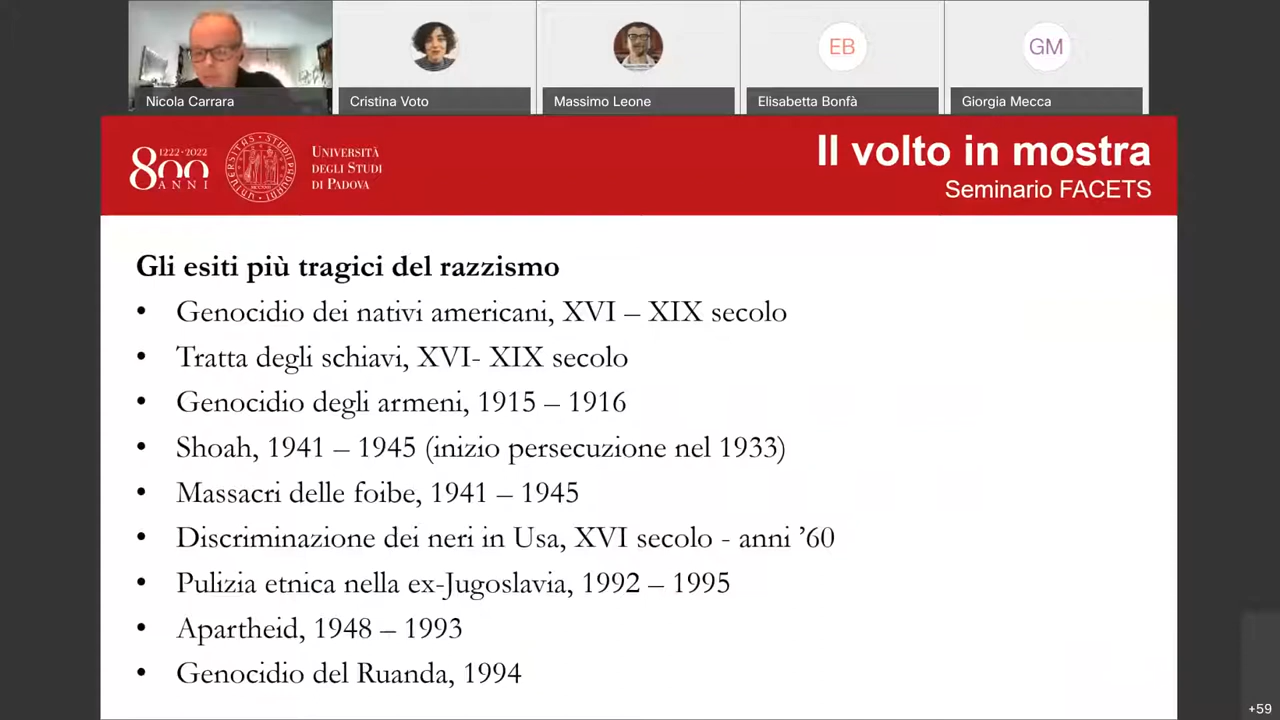 EB
GM
Nicola Carrara
Cristina Voto
Massimo Leone
Elisabetta Bonfà
Giorgia Mecca
1222·2022
800
ANNI
UNIVERSITÀ
DEGLI STUDI
DI PADOVA
Il volto in mostra
Seminario FACETS
Gli esiti più tragici del razzismo
• Genocidio dei nativi americani, XVI – XIX secolo
• Tratta degli schiavi, XVI- XIX secolo
• Genocidio degli armeni, 1915 – 1916
• Shoah, 1941 – 1945 (inizio persecuzione nel 1933)
• Massacri delle foibe, 1941 – 1945
• Discriminazione dei neri in Usa, XVI secolo - anni ’60
• Pulizia etnica nella ex-Jugoslavia, 1992 – 1995
• Apartheid, 1948 – 1993
• Genocidio del Ruanda, 1994
+59